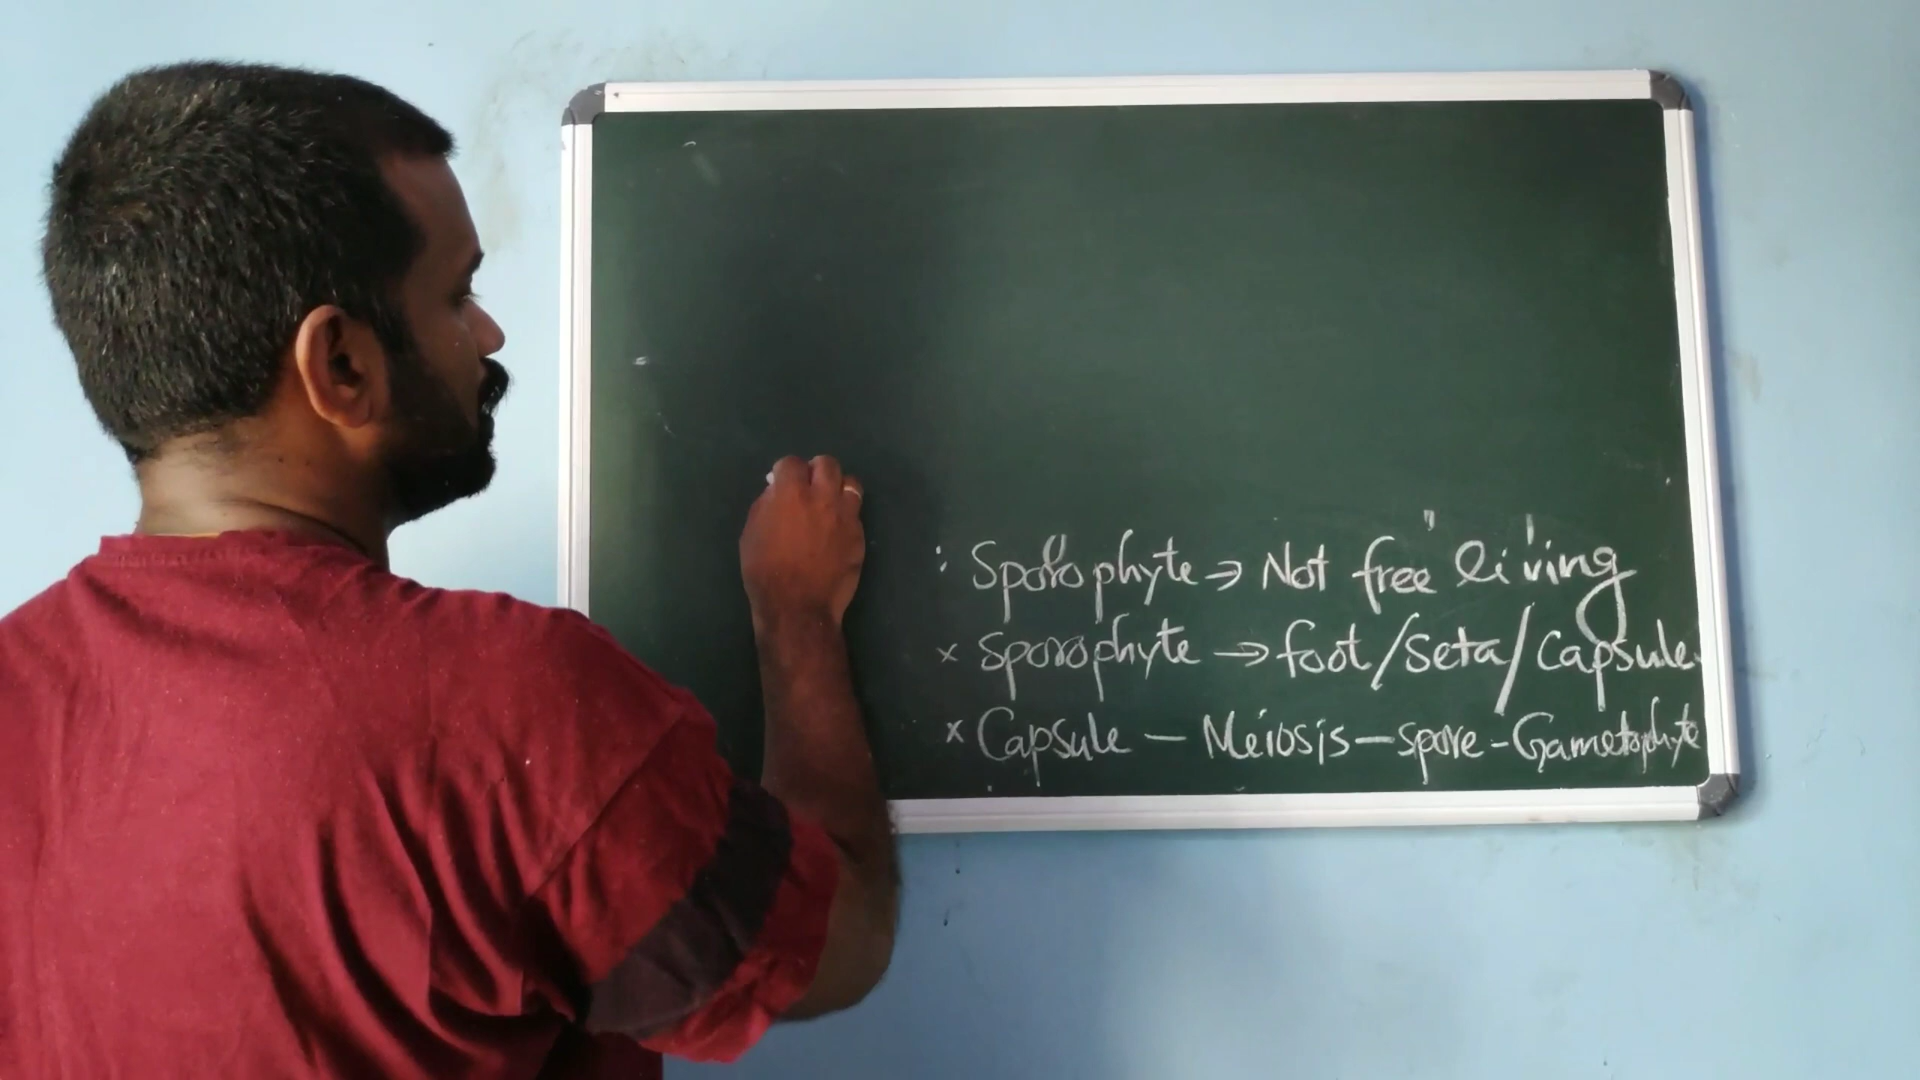 : Sporophyte → Not free living
× Sporophyte → foot/Seta/Capsule.
× Capsule - Meiosis - spore - Gametophyte